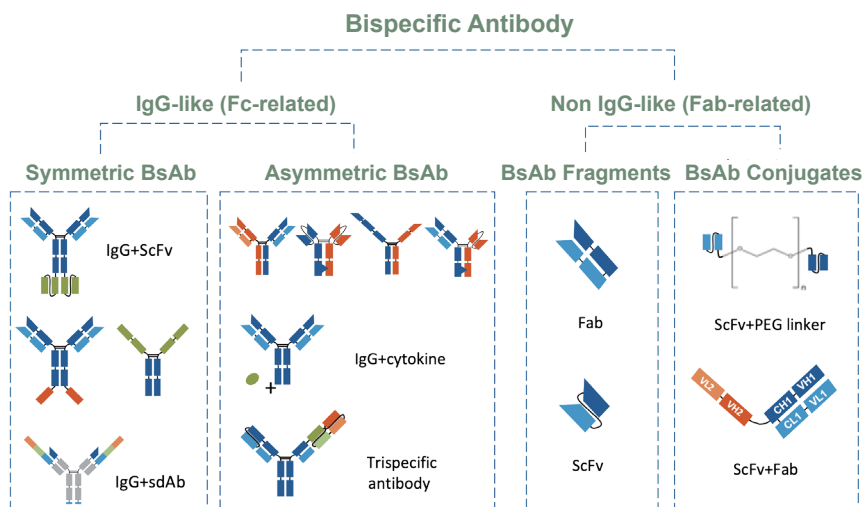 Bispecific Antibody
IgG-like (Fc-related)
Non IgG-like (Fab-related)
Symmetric BsAb
Asymmetric BsAb
BsAb Fragments
BsAb Conjugates
IgG+ScFv
IgG+sdAb
IgG+cytokine
+
Trispecific
antibody
Fab
ScFv
n
ScFv+PEG linker
VL2
VH2
CH1
VH1
CL1
VL1
ScFv+Fab